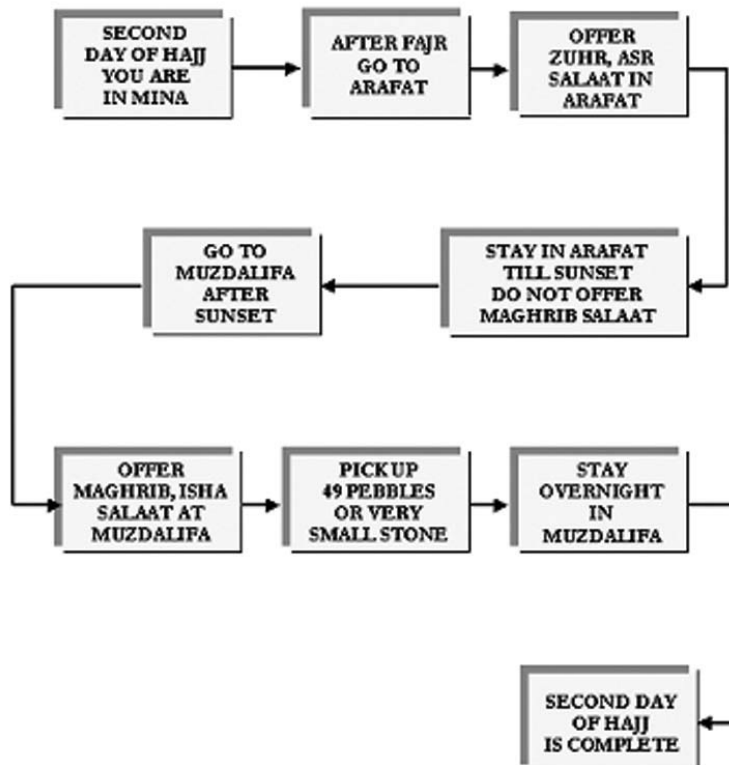 SECOND
DAY OF HAJJ
YOU ARE
IN MINA
AFTER FAJR
GO TO
ARAFAT
OFFER
ZUHR, ASR
SALAAT IN
ARAFAT
STAY IN ARAFAT
TILL SUNSET
DO NOT OFFER
MAGHRIB SALAAT
GO TO
MUZDALIFA
AFTER
SUNSET
OFFER
MAGHRIB, ISHA
SALAAT AT
MUZDALIFA
PICKUP
49 PEBBLES
OR VERY
SMALL STONE
STAY
OVERNIGHT
IN
MUZDALIFA
SECOND DAY
OF HAJJ
IS COMPLETE